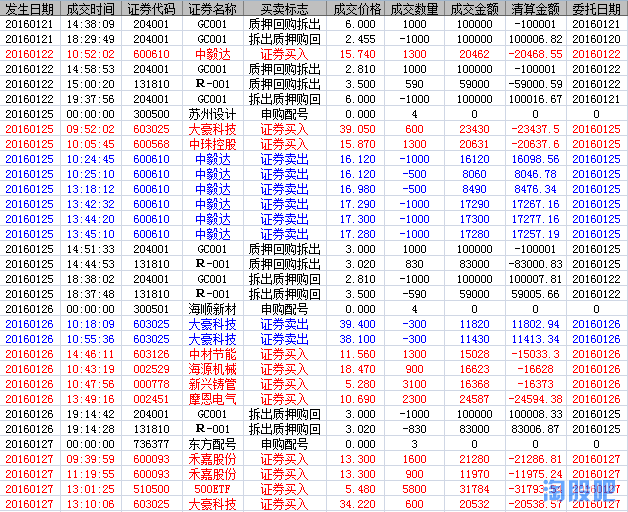 发生日期 成交时间 证券代码 证券名称 买卖标志 成交价格 成交数量 成交金额 清算金额 委托日期
20160121 14:38:09 204001 GC001 质押回购拆出 6.000 1000 100000 -100001 20160121
20160121 18:29:49 204001 GC001 拆出质押购回 2.455 -1000 100000 100006.82 20160120
20160122 10:52:02 600610 中毅达 证券买入 15.740 1300 20462 -20468.55 20160122
20160122 14:58:53 204001 GC001 质押回购拆出 2.810 1000 100000 -100001 20160122
20160122 15:00:20 131810 R-001 质押回购拆出 3.500 590 59000 -59000.59 20160122
20160122 19:37:56 204001 GC001 拆出质押购回 6.000 -1000 100000 100016.67 20160121
20160125 00:00:00 300500 苏州设计 申购配号 0.000 4 0 0 0
20160125 09:52:02 603025 大豪科技 证券买入 39.050 600 23430 -23437.5 20160125
20160125 10:05:45 600568 中珠控股 证券买入 15.870 1300 20631 -20637.6 20160125
20160125 10:24:45 600610 中毅达 证券卖出 16.120 -1000 16120 16098.56 20160125
20160125 10:25:10 600610 中毅达 证券卖出 16.120 -500 8060 8046.78 20160125
20160125 13:18:12 600610 中毅达 证券卖出 16.980 -500 8490 8476.34 20160125
20160125 13:42:32 600610 中毅达 证券卖出 17.290 -1000 17290 17267.16 20160125
20160125 13:44:20 600610 中毅达 证券卖出 17.300 -1000 17300 17277.16 20160125
20160125 13:45:10 600610 中毅达 证券卖出 17.280 -1000 17280 17257.19 20160125
20160125 14:51:33 204001 GC001 质押回购拆出 3.000 1000 100000 -100001 20160125
20160125 14:44:53 131810 R-001 质押回购拆出 3.020 830 83000 -83000.83 20160125
20160125 18:38:02 204001 GC001 拆出质押购回 2.810 -1000 100000 100007.81 20160122
20160125 18:37:48 131810 R-001 拆出质押购回 3.500 -590 59000 59005.66 20160122
20160126 00:00:00 300501 海顺新材 申购配号 0.000 4 0 0 0
20160126 10:18:09 603025 大豪科技 证券卖出 39.400 -300 11820 11802.94 20160126
20160126 10:55:36 603025 大豪科技 证券卖出 38.100 -300 11430 11413.34 20160126
20160126 14:46:11 603126 中材节能 证券买入 11.560 1300 15028 -15033.3 20160126
20160126 10:43:19 002529 海源机械 证券买入 18.470 900 16623 -16628 20160126
20160126 10:47:56 000778 新兴铸管 证券买入 5.280 3100 16368 -16373 20160126
20160126 13:49:16 002451 摩恩电气 证券买入 10.690 2300 24587 -24594.38 20160126
20160126 19:14:42 204001 GC001 拆出质押购回 3.000 -1000 100000 100008.33 20160125
20160126 19:14:28 131810 R-001 拆出质押购回 3.020 -830 83000 83006.87 20160125
20160127 00:00:00 736377 东方配号 申购配号 0.000 3 0 0 0
20160127 09:39:59 600093 禾嘉股份 证券买入 13.300 1600 21280 -21286.81 20160127
20160127 11:19:55 600093 禾嘉股份 证券买入 13.300 900 11970 -11975.24 20160127
20160127 13:01:25 510500 500ETF 证券买入 5.480 5800 31784 20160127
20160127 13:10:06 603025 大豪科技 证券买入 34.220 600 20532 -20538.57 20160127
淘股吧